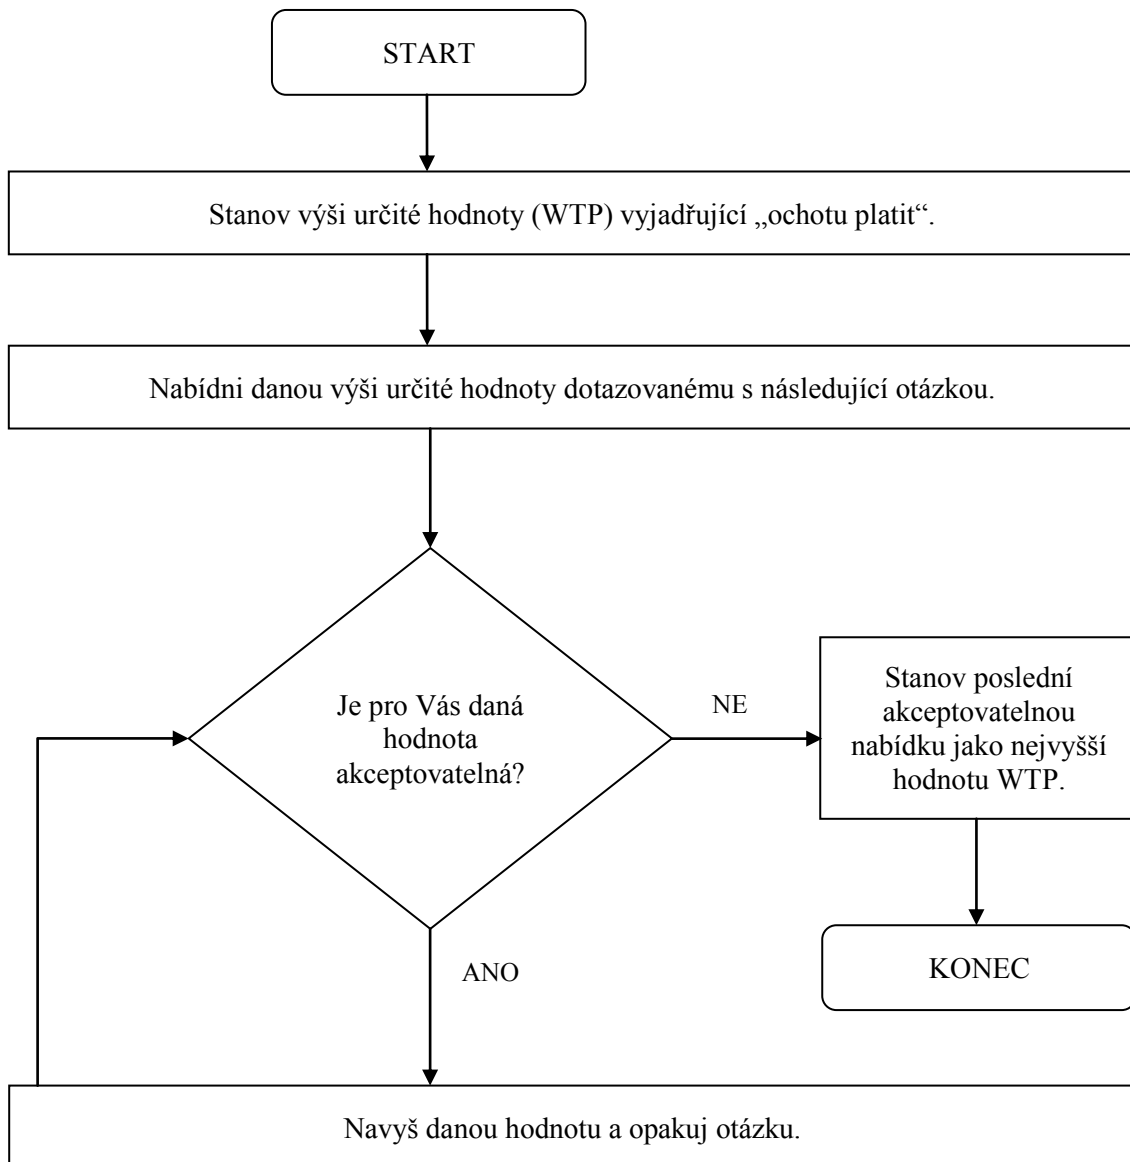 START
Stanov výši určité hodnoty (WTP) vyjadřující „ochotu platit“.
Nabídni danou výši určité hodnoty dotazovanému s následující otázkou.
Je pro Vás daná
hodnota
akceptovatelná?
NE
Stanov poslední
akceptovatelnou
nabídku jako nejvyšší
hodnotu WTP.
ANO
KONEC
Navyš danou hodnotu a opakuj otázku.